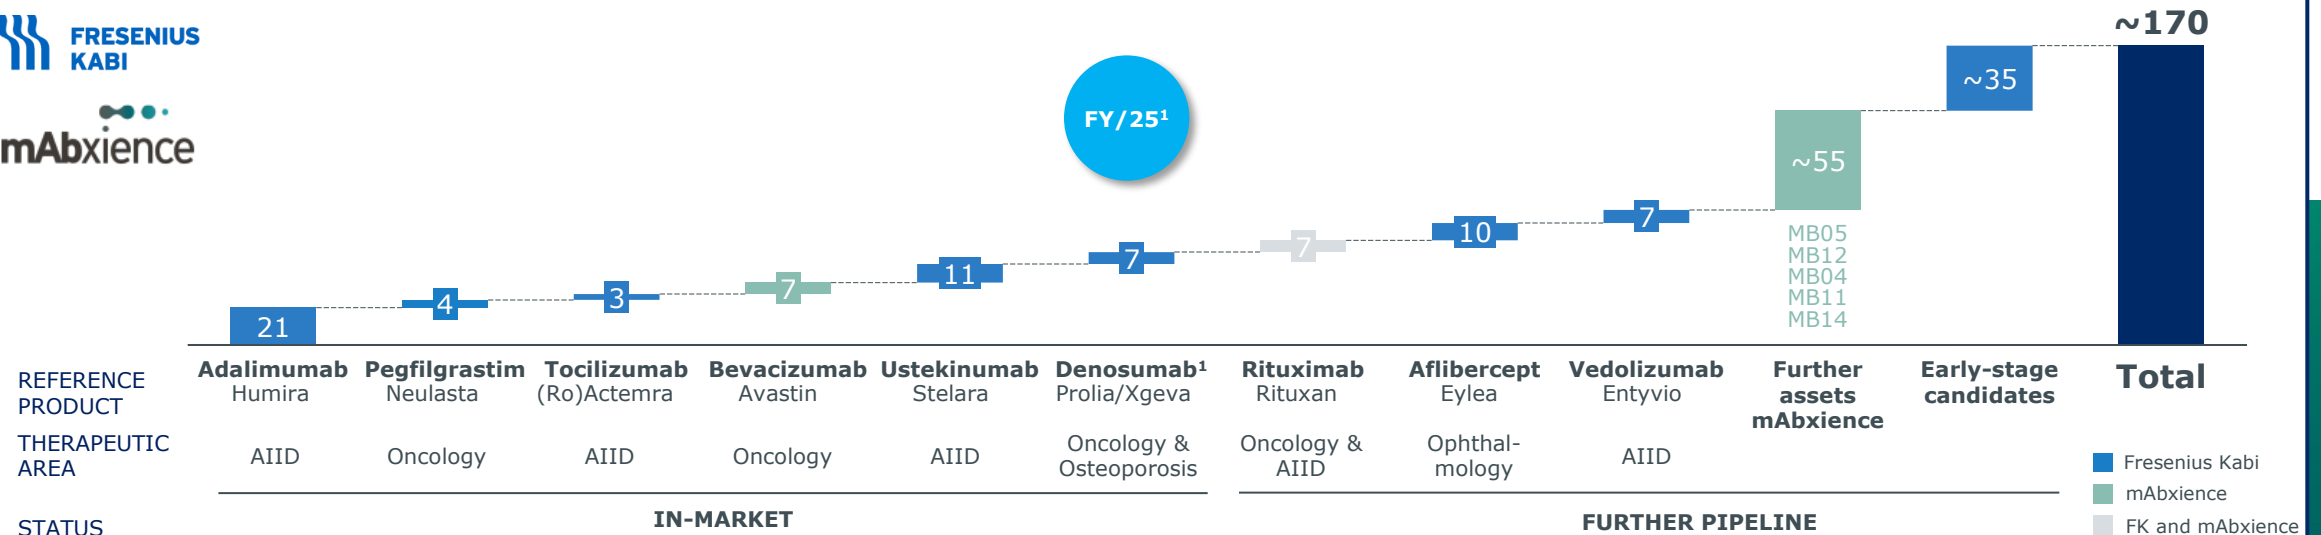 FRESENIUS
KABI
mAbxience
FY/25¹
~170
~35
~55
21
4
3
7
11
7
7
10
7
MB05
MB12
MB04
MB11
MB14
REFERENCE
PRODUCT
Adalimumab
Humira
Pegfilgrastim
Neulasta
Tocilizumab
(Ro)Actemra
Bevacizumab
Avastin
Ustekinumab
Stelara
Denosumab¹
Prolia/Xgeva
Rituximab
Rituxan
Aflibercept
Eylea
Vedolizumab
Entyvio
Further
assets
mAbxience
Early-stage
candidates
Total
THERAPEUTIC
AREA
AIID
Oncology
AIID
Oncology
AIID
Oncology &
Osteoporosis
Oncology &
AIID
Ophthal-
mology
AIID
STATUS
IN-MARKET
FURTHER PIPELINE
Fresenius Kabi
mAbxience
FK and mAbxience